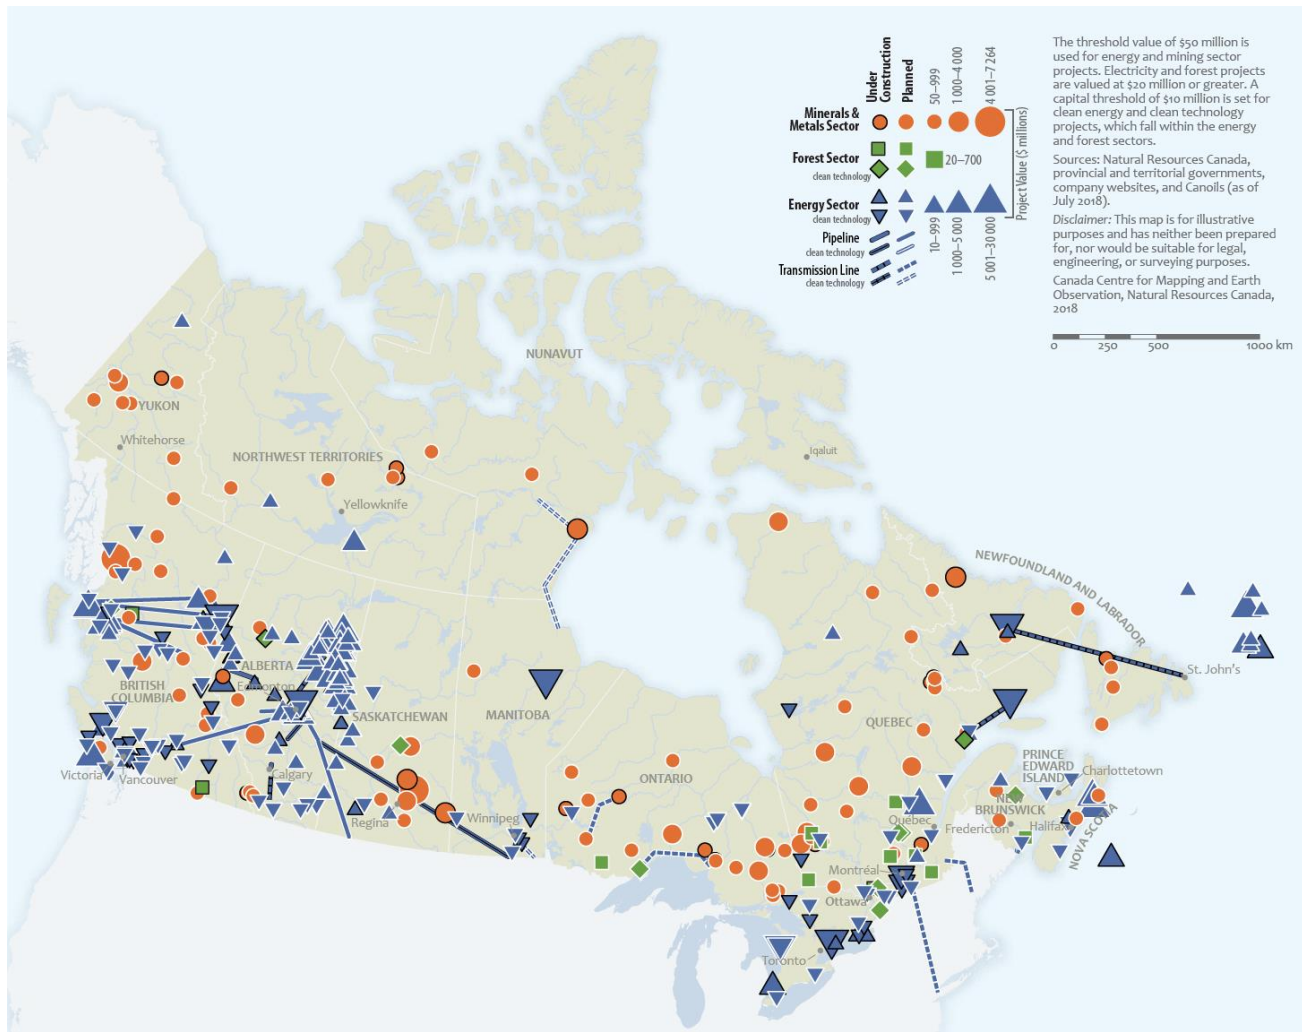 Under
Construction
Planned
50–999
1 000–4 000
4 001–7 264
Minerals &
Metals Sector
Forest Sector
clean technology
20–700
Energy Sector
clean technology
Pipeline
clean technology
Transmission Line
clean technology
10–999
1 000–5 000
5 001–30 000
Project Value ($ millions)
The threshold value of $50 million is
used for energy and mining sector
projects. Electricity and forest projects
are valued at $20 million or greater. A
capital threshold of $10 million is set for
clean energy and clean technology
projects, which fall within the energy
and forest sectors.
Sources: Natural Resources Canada,
provincial and territorial governments,
company websites, and Canoils (as of
July 2018).
Disclaimer: This map is for illustrative
purposes and has neither been prepared
for, nor would be suitable for legal,
engineering, or surveying purposes.
Canada Centre for Mapping and Earth
Observation, Natural Resources Canada,
2018
0 250 500 1000 km
NUNAVUT
YUKON
Whitehorse
NORTHWEST TERRITORIES
Yellowknife
Iqaluit
NEWFOUNDLAND AND LABRADOR
St. John's
ALBERTA
Edmonton
BRITISH
COLUMBIA
SASKATCHEWAN
MANITOBA
QUEBEC
ONTARIO
PRINCE
EDWARD
ISLAND
Charlottetown
NEW
BRUNSWICK
Fredericton
Halifax
NOVA SCOTIA
Victoria
Vancouver
Calgary
Regina
Winnipeg
Québec
Montréal
Ottawa
Toronto